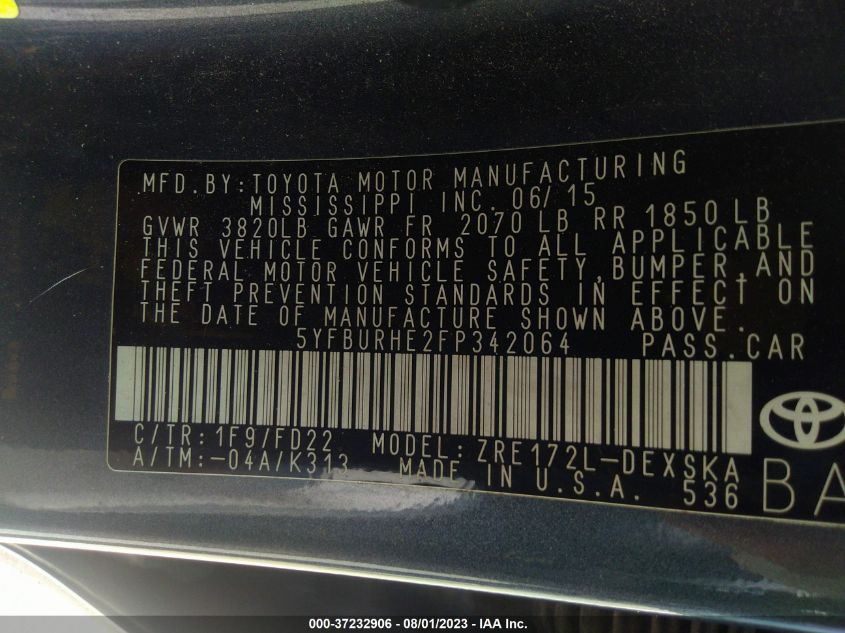 MFD. BY: TOYOTA MOTOR MANUFACTURING
MISSISSIPPI INC. 06/15
GVWR 3820LB GAWR FR 2070 LB RR 1850 LB
THIS VEHICLE CONFORMS TO ALL APPLICABLE
FEDERAL MOTOR VEHICLE SAFETY, BUMPER, AND
THEFT PREVENTION STANDARDS IN EFFECT ON
THE DATE OF MANUFACTURE SHOWN ABOVE.
5YFBURHE2FP342064 PASS. CAR
C/TR: 1F9/FD22 MODEL: ZRE172L-DEXSKA
A/TM: -04A/K313 MADE IN U.S.A. 536
BA
000-37232906 - 08/01/2023 - IAA Inc.